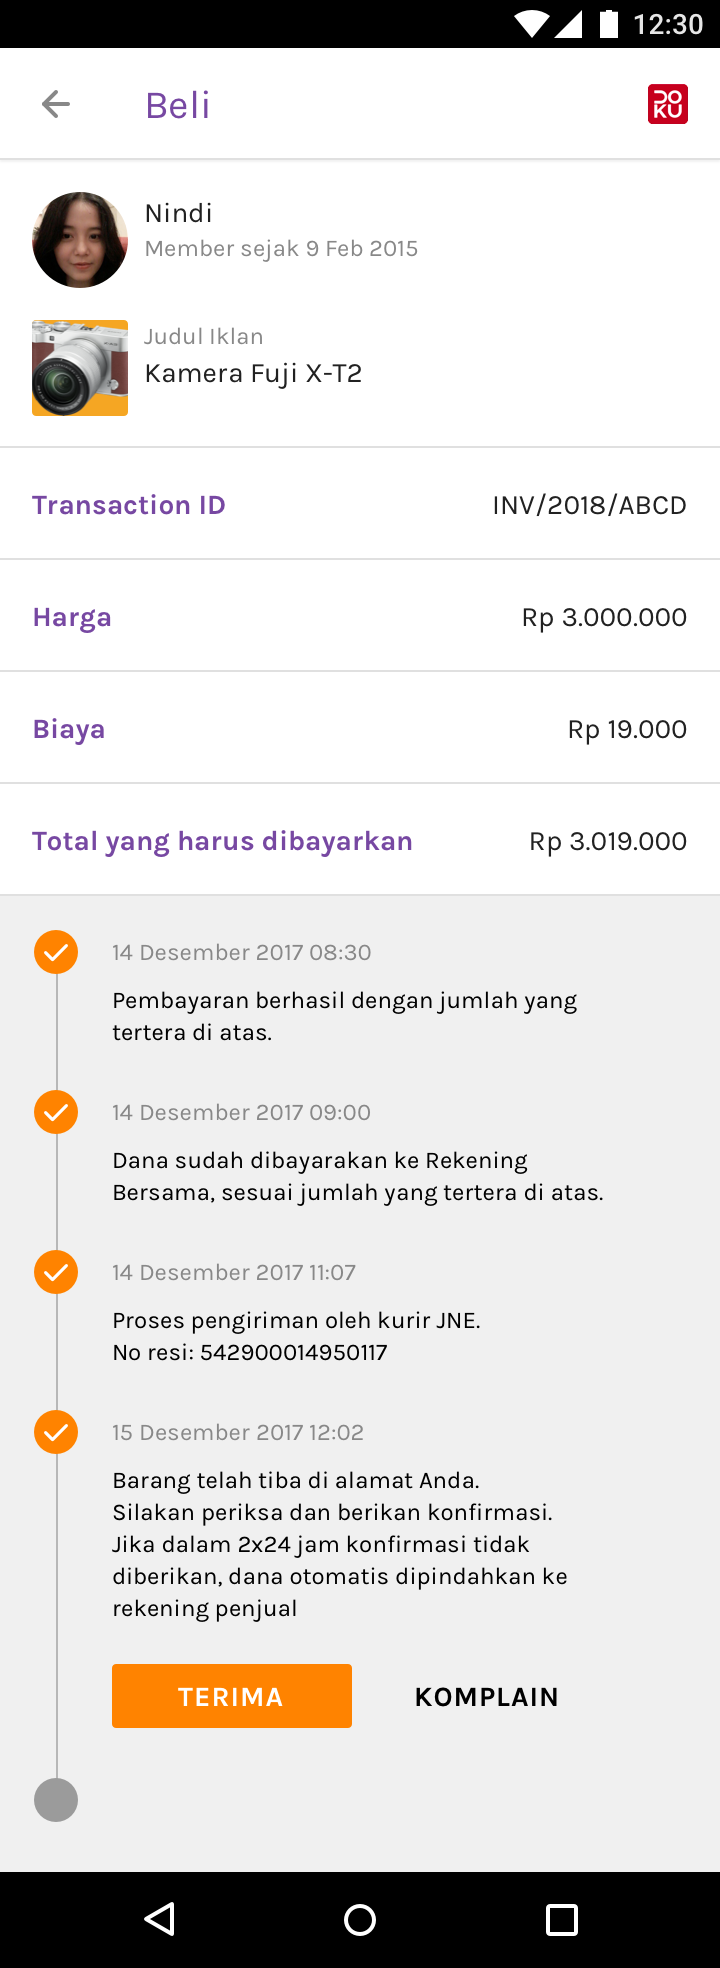 12:30
Beli
DOKU
Nindi
Member sejak 9 Feb 2015
Judul Iklan
Kamera Fuji X-T2
Transaction ID
INV/2018/ABCD
Harga
Rp 3.000.000
Biaya
Rp 19.000
Total yang harus dibayarkan
Rp 3.019.000
14 Desember 2017 08:30
Pembayaran berhasil dengan jumlah yang
tertera di atas.
14 Desember 2017 09:00
Dana sudah dibayarakan ke Rekening
Bersama, sesuai jumlah yang tertera di atas.
14 Desember 2017 11:07
Proses pengiriman oleh kurir JNE.
No resi: 542900014950117
15 Desember 2017 12:02
Barang telah tiba di alamat Anda.
Silakan periksa dan berikan konfirmasi.
Jika dalam 2x24 jam konfirmasi tidak
diberikan, dana otomatis dipindahkan ke
rekening penjual
TERIMA
KOMPLAIN